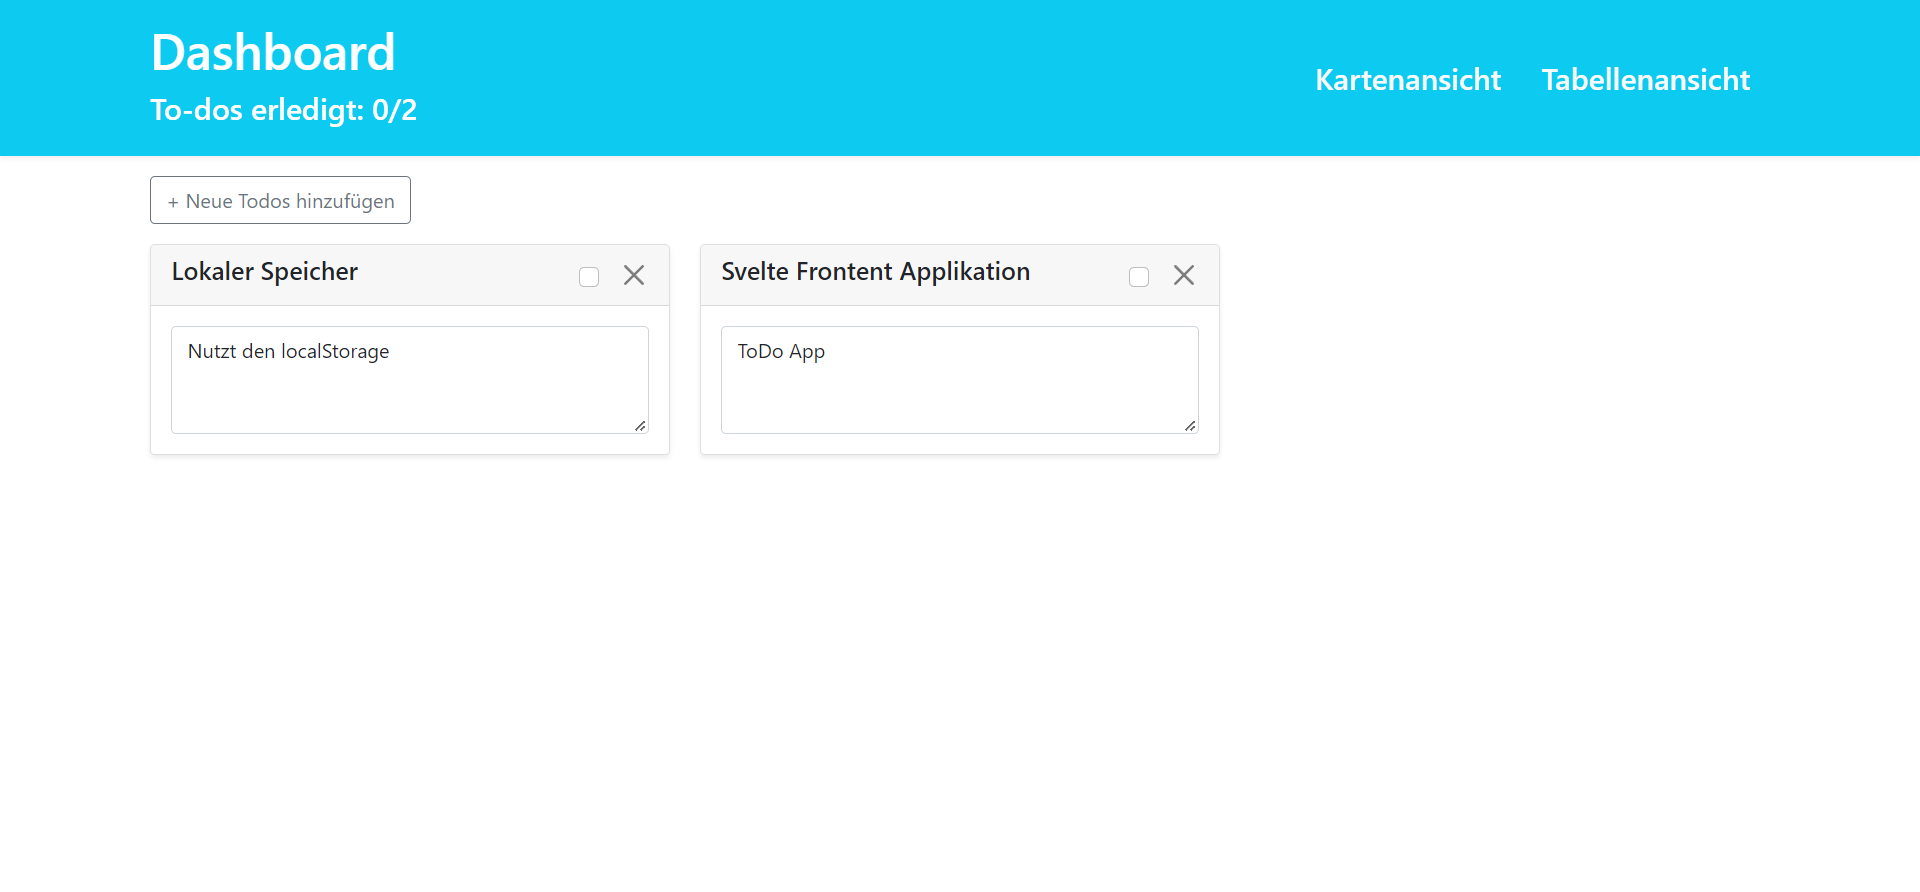 Dashboard
To-dos erledigt: 0/2
Kartenansicht
Tabellenansicht
+ Neue Todos hinzufügen
Lokaler Speicher
Nutzt den localStorage
Svelte Frontent Applikation
ToDo App